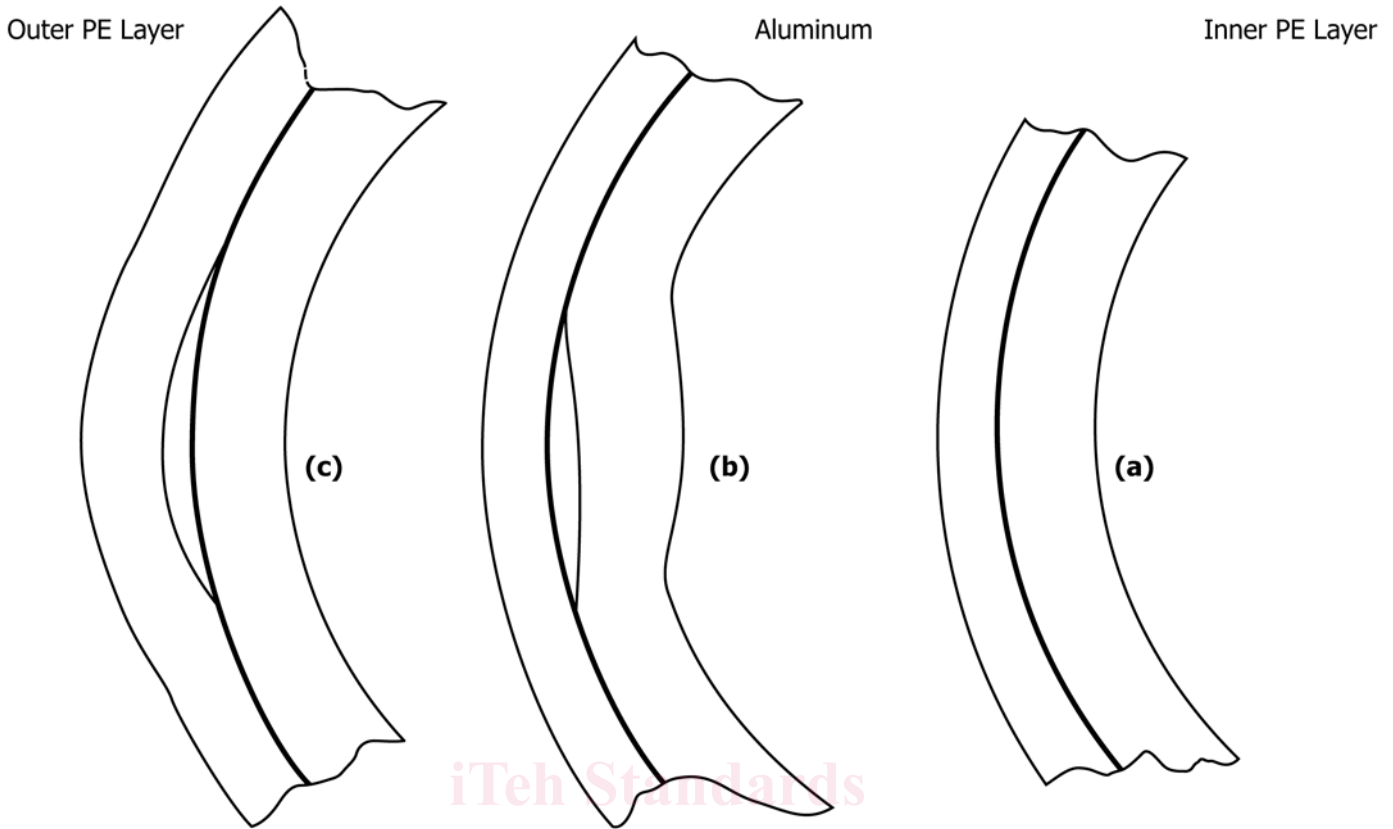 Outer PE Layer
Aluminum
Inner PE Layer
(c)
(b)
(a)
iTeh Standards